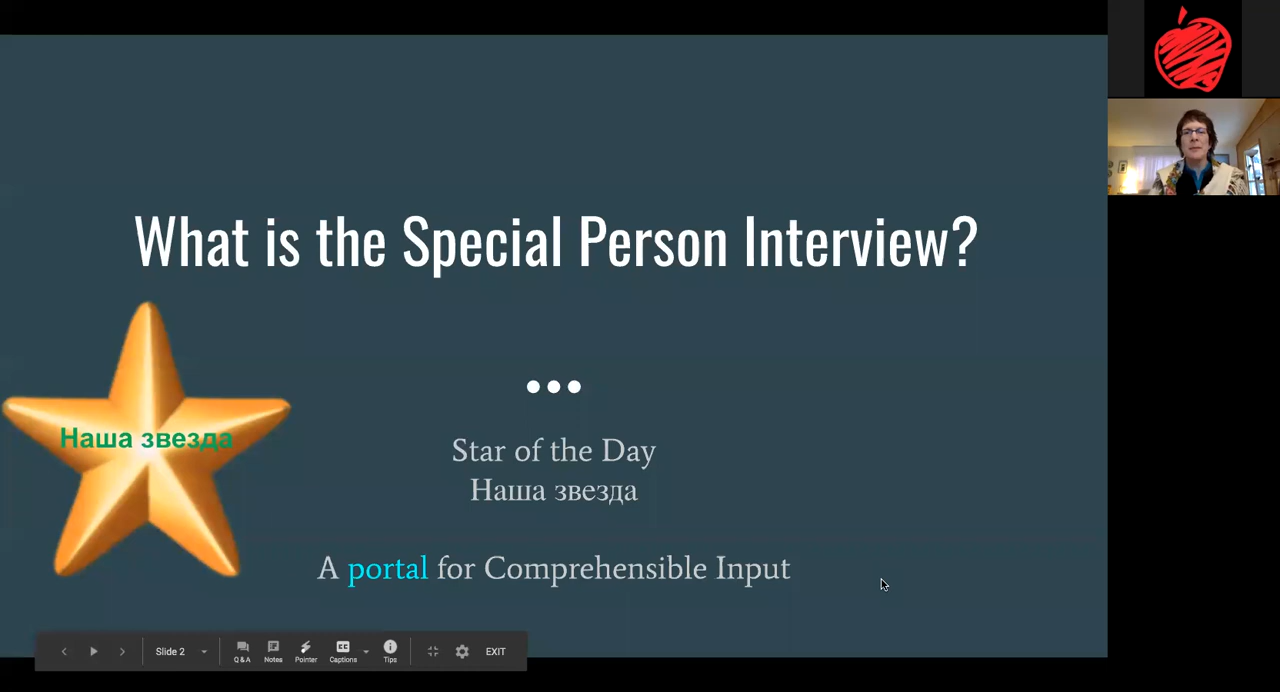 What is the Special Person Interview?
Наша звезда
Star of the Day
Наша звезда
A portal for Comprehensible Input
Slide 2
Q&A
Notes
Pointer
CC
Captions
Tips
EXIT